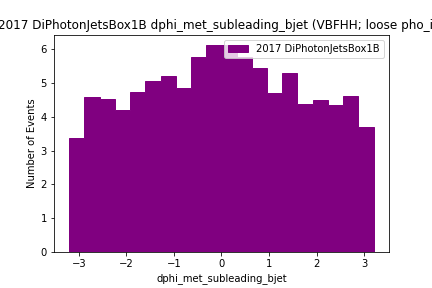 2017 DiPhotonJetsBox1B dphi_met_subleading_bjet (VBFHH; loose pho_i
2017 DiPhotonJetsBox1B
Number of Events
6
5
4
3
2
1
0
−3 −2 −1 0 1 2 3
dphi_met_subleading_bjet